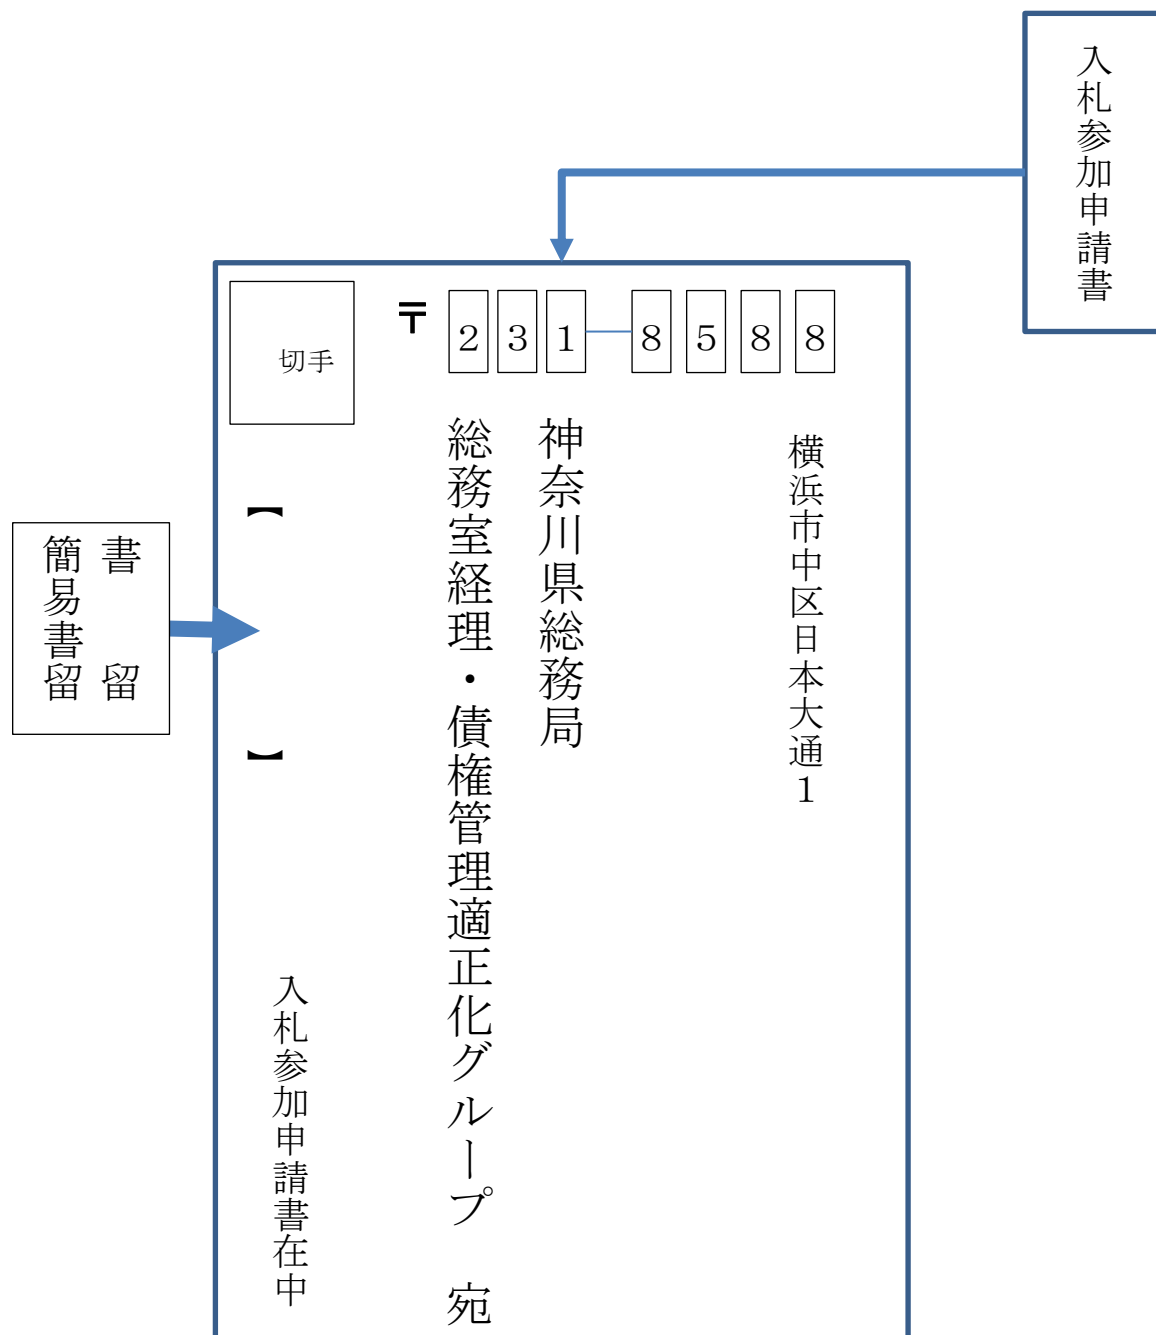 入札参加申請書
〒231-8588
横浜市中区日本大通1
神奈川県総務局
総務室経理・債権管理適正化グループ　宛
切手
【　　】
書　留
簡易書留
入札参加申請書在中